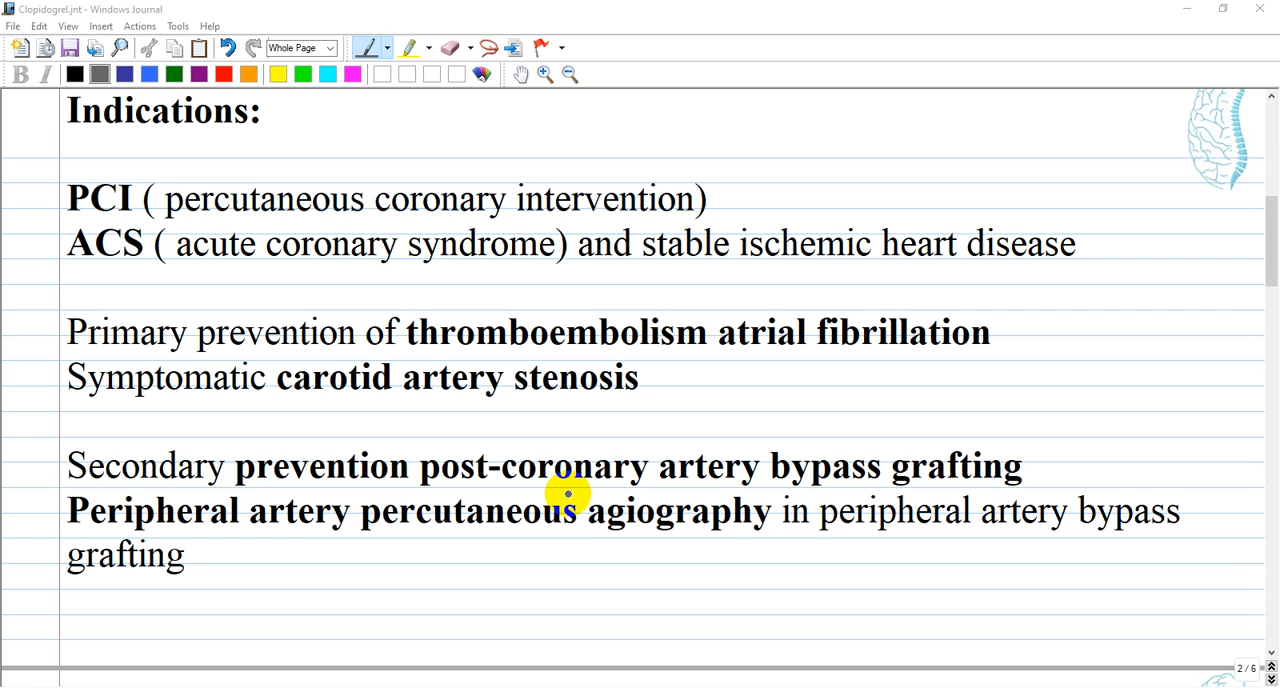 Clopidogrel.jnt - Windows Journal
File Edit View Insert Actions Tools Help
Whole Page
B I
Indications:
PCI ( percutaneous coronary intervention)
ACS ( acute coronary syndrome) and stable ischemic heart disease
Primary prevention of thromboembolism atrial fibrillation
Symptomatic carotid artery stenosis
Secondary prevention post-coronary artery bypass grafting
Peripheral artery percutaneous agiography in peripheral artery bypass
grafting
2/6